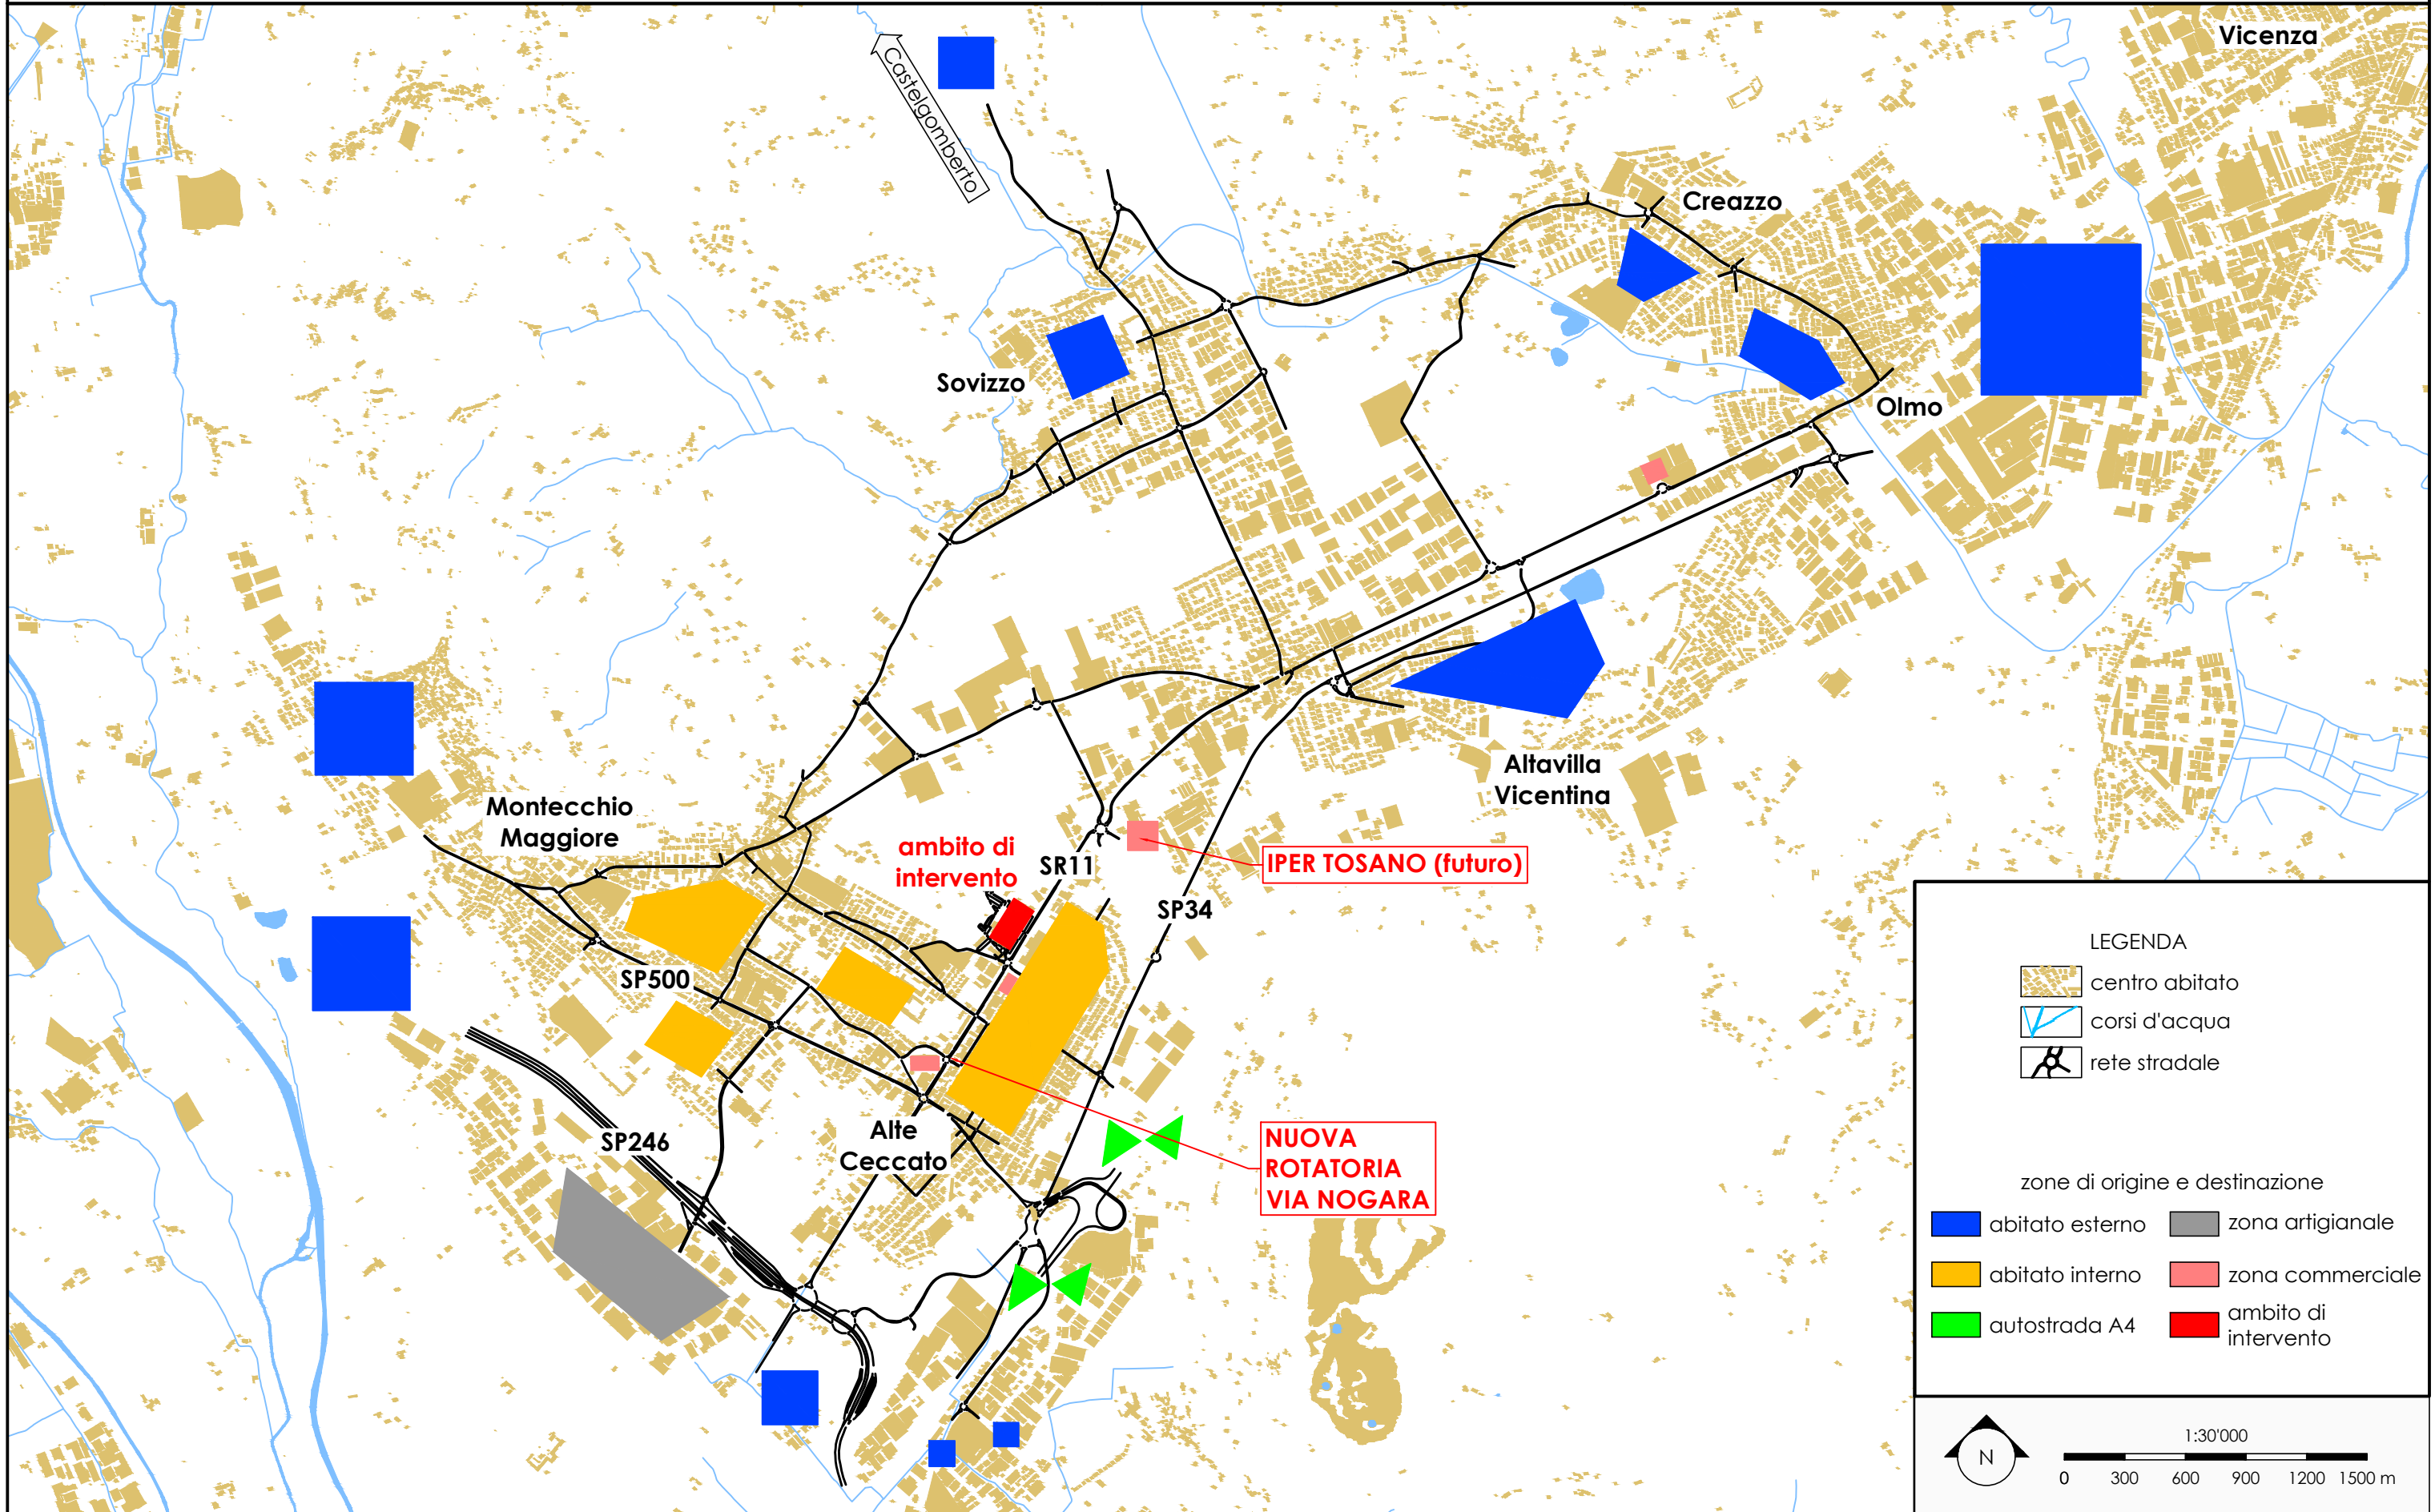 Vicenza
Castelgomberto
Creazzo
Sovizzo
Olmo
Altavilla
Vicentina
Montecchio
Maggiore
ambito di
intervento
SR11
IPER TOSANO (futuro)
SP34
SP500
Alte
Ceccato
SP246
NUOVA
ROTATORIA
VIA NOGARA
LEGENDA
centro abitato
corsi d'acqua
rete stradale
zone di origine e destinazione
abitato esterno
zona artigianale
abitato interno
zona commerciale
autostrada A4
ambito di
intervento
N
1:30'000
0 300 600 900 1200 1500 m